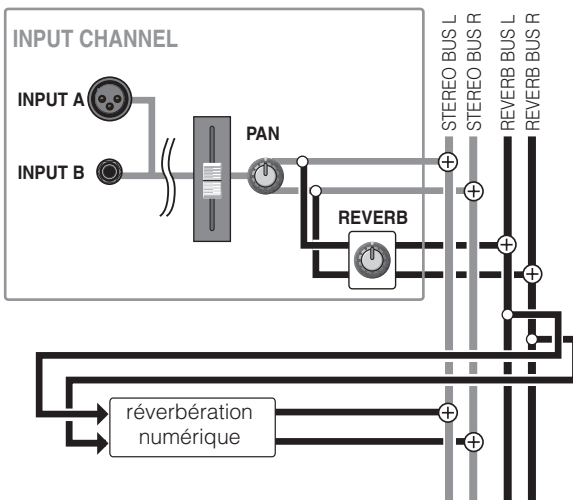 INPUT CHANNEL
STEREO BUS L
STEREO BUS R
REVERB BUS L
REVERB BUS R
INPUT A
PAN
INPUT B
REVERB
réverbération
numérique